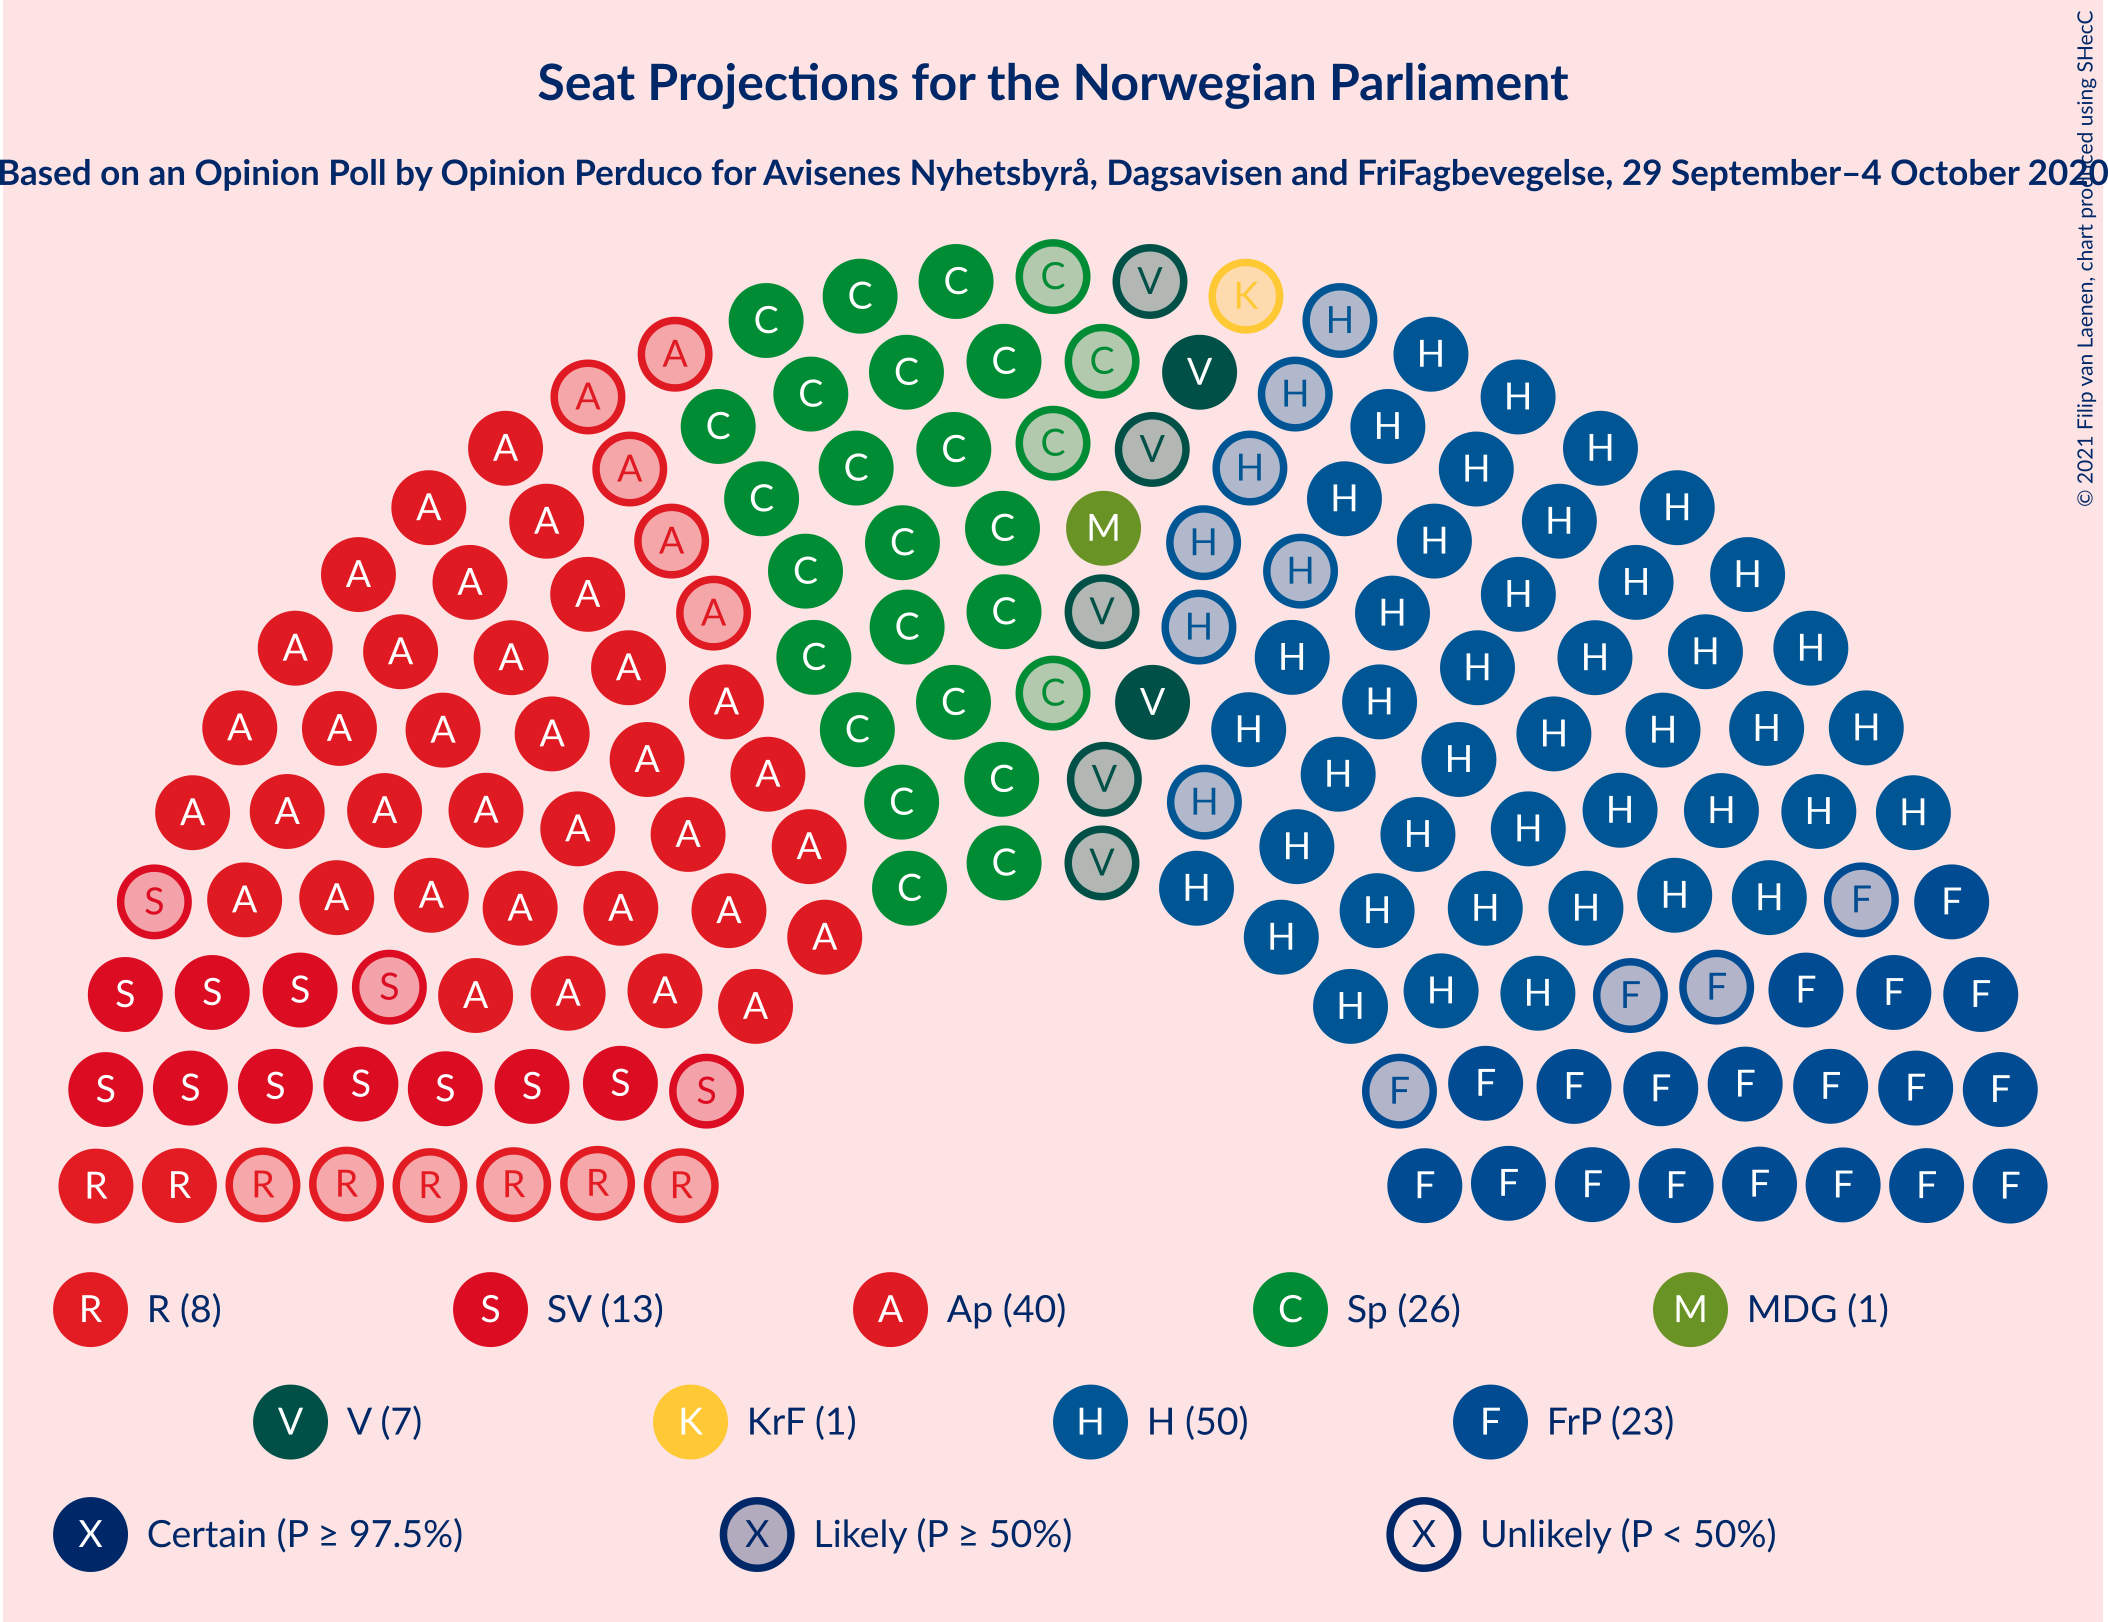 Seat Projections for the Norwegian Parliament
Based on an Opinion Poll by Opinion Perduco for Avisenes Nyhetsbyrå, Dagsavisen and FriFagbevegelse, 29 September–4 October 2020
© 2021 Filip van Laenen, chart produced using SHecC
C C C C V K H
A C C C C V H H
A A C C C C V H H H
A A C C C M H H H H
A A A C C C V H H H H
A A A A C C C V H H H H
A A A A A C C V H H H H H
A A A A A A C C V H H H H H
A A A A A A A H H H H H H H
S A A A A A A A H H H H H H F F
S S S S A A A A H H H F F F F F
S S S S S S S S F F F F F F F F
R R R R R R R R F F F F F F F F
R R (8) S SV (13) A Ap (40) C Sp (26) M MDG (1)
V V (7) K KrF (1) H H (50) F FrP (23)
X Certain (P ≥ 97.5%) X Likely (P ≥ 50%) X Unlikely (P < 50%)